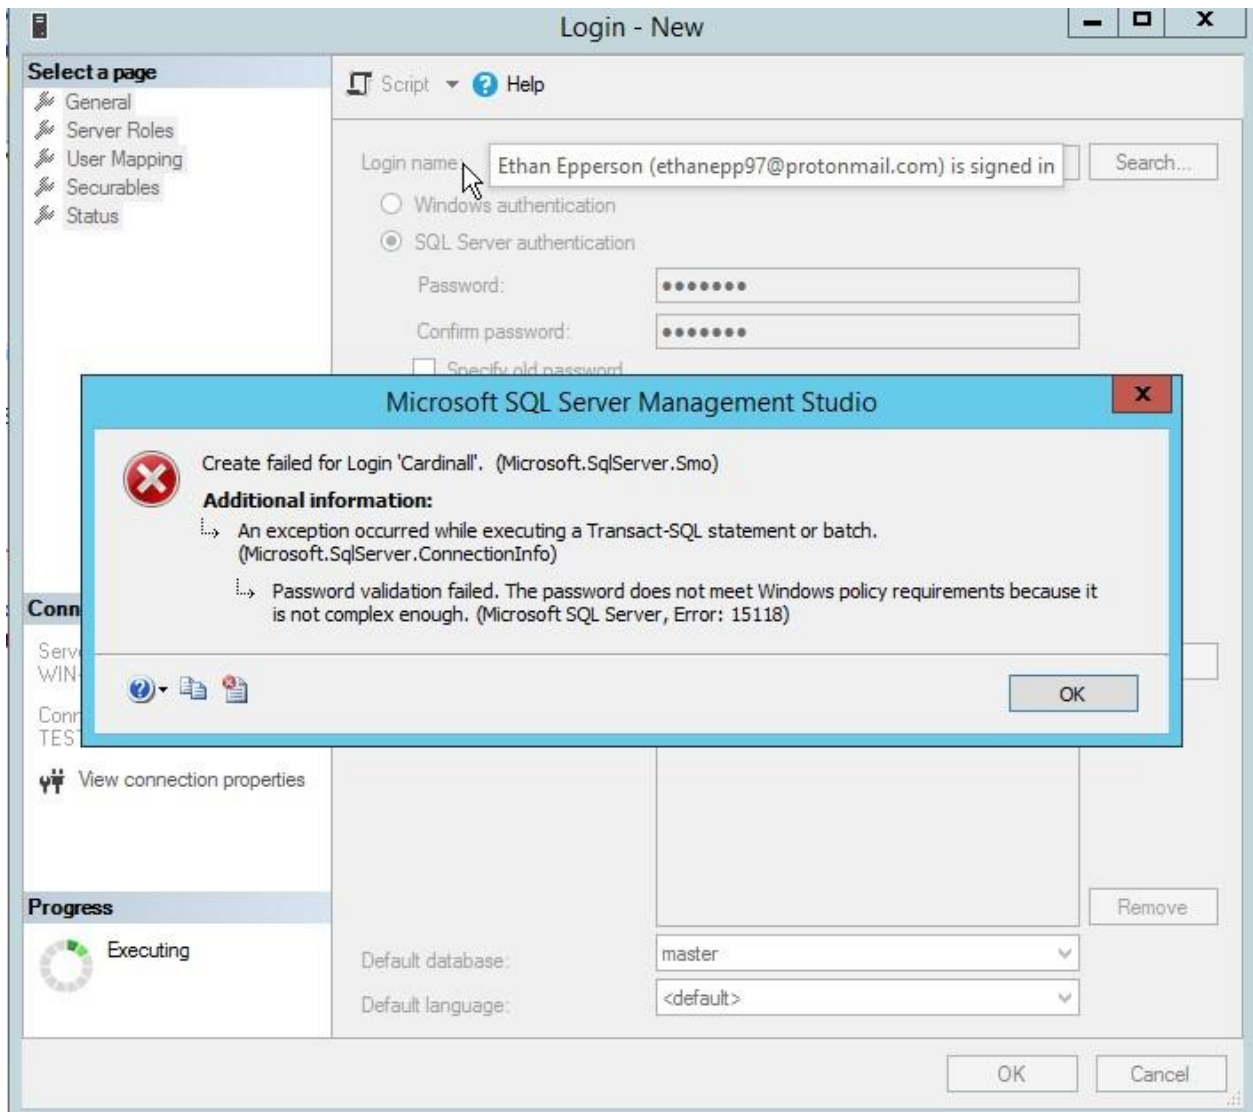 Login - New
Select a page
General
Server Roles
User Mapping
Securables
Status
Script
Help
Login name:
Ethan Epperson (ethanepp97@protonmail.com) is signed in
Search...
Windows authentication
SQL Server authentication
Password:
Confirm password:
Specify old password
Microsoft SQL Server Management Studio
Create failed for Login 'Cardinall'. (Microsoft.SqlServer.Smo)
Additional information:
An exception occurred while executing a Transact-SQL statement or batch.
(Microsoft.SqlServer.ConnectionInfo)
Password validation failed. The password does not meet Windows policy requirements because it
is not complex enough. (Microsoft SQL Server, Error: 15118)
OK
Conn
Serv
WIN-
Conn
TEST
View connection properties
Progress
Executing
Remove
Default database:
master
Default language:
<default>
OK
Cancel